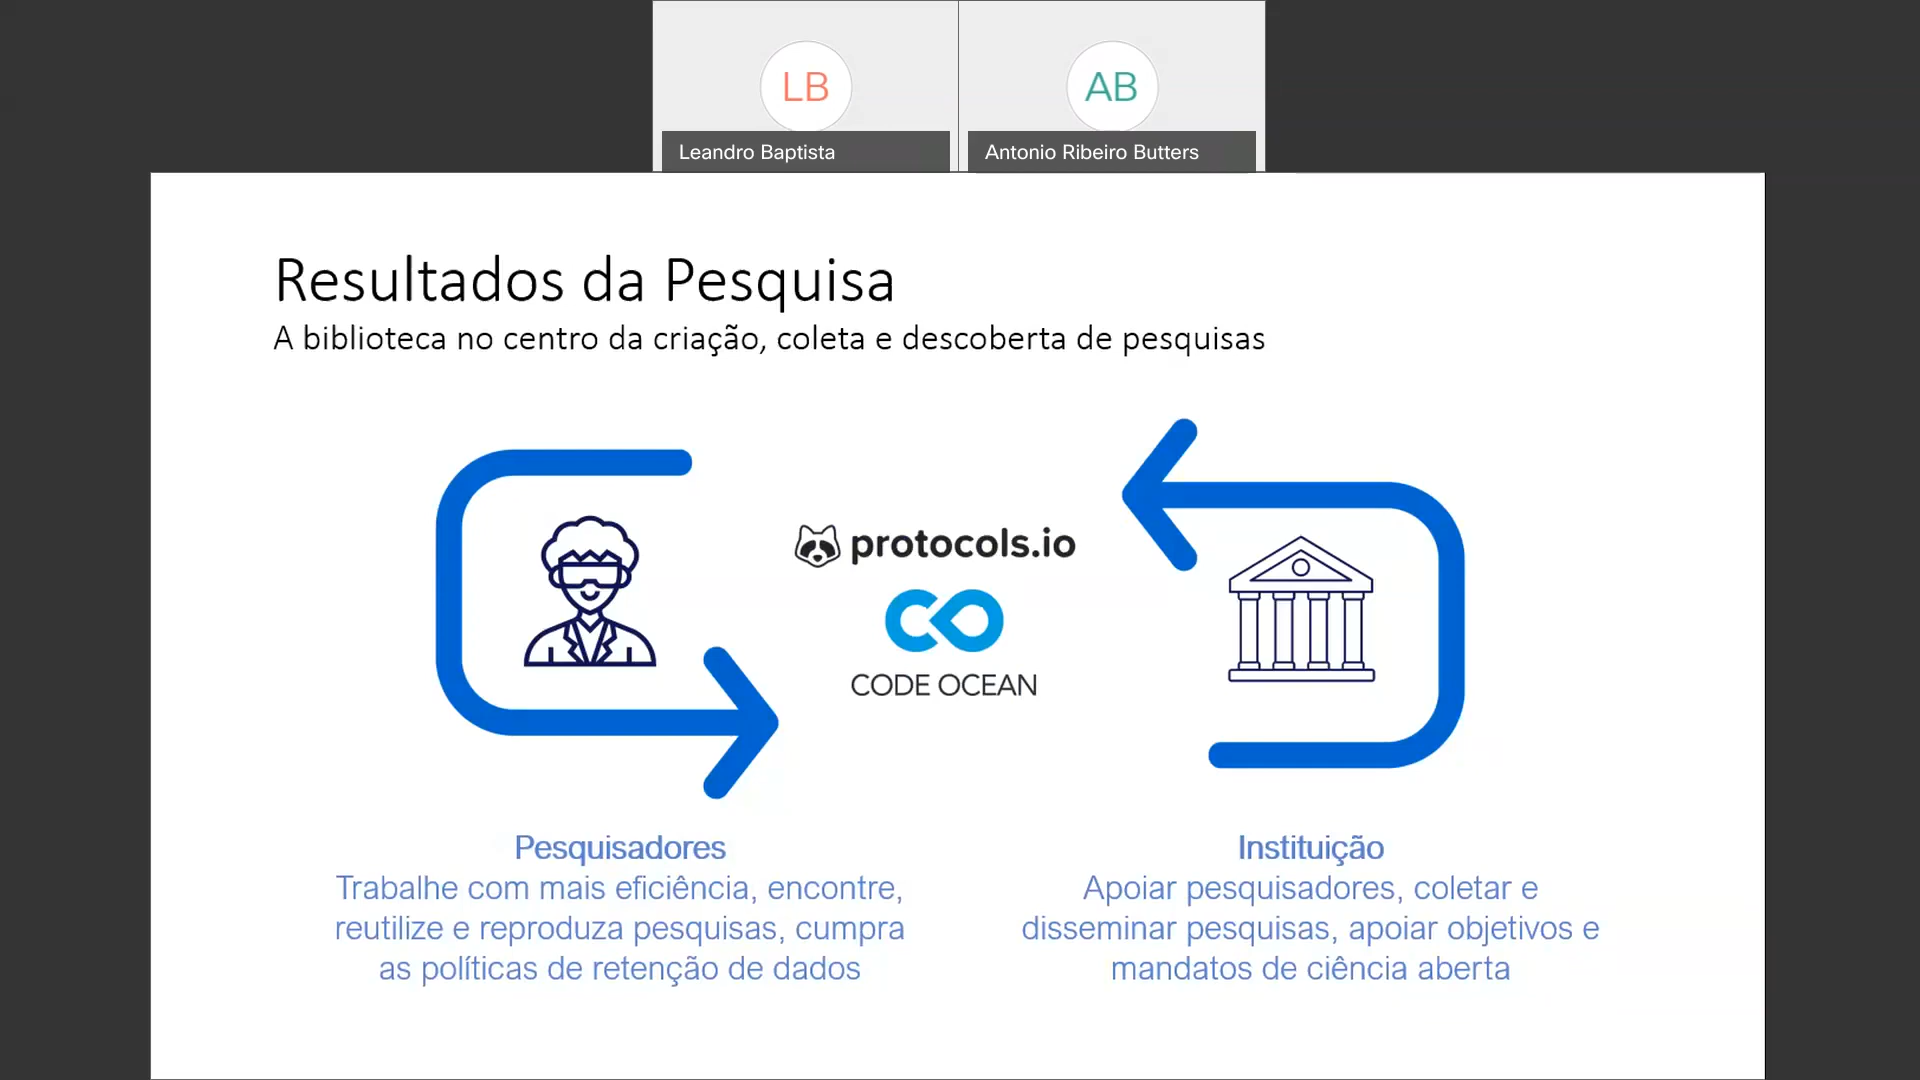 LB
AB
Leandro Baptista
Antonio Ribeiro Butters
Resultados da Pesquisa
A biblioteca no centro da criação, coleta e descoberta de pesquisas
protocols.io
CODE OCEAN
Pesquisadores
Trabalhe com mais eficiência, encontre,
reutilize e reproduza pesquisas, cumpra
as políticas de retenção de dados
Instituição
Apoiar pesquisadores, coletar e
disseminar pesquisas, apoiar objetivos e
mandatos de ciência aberta